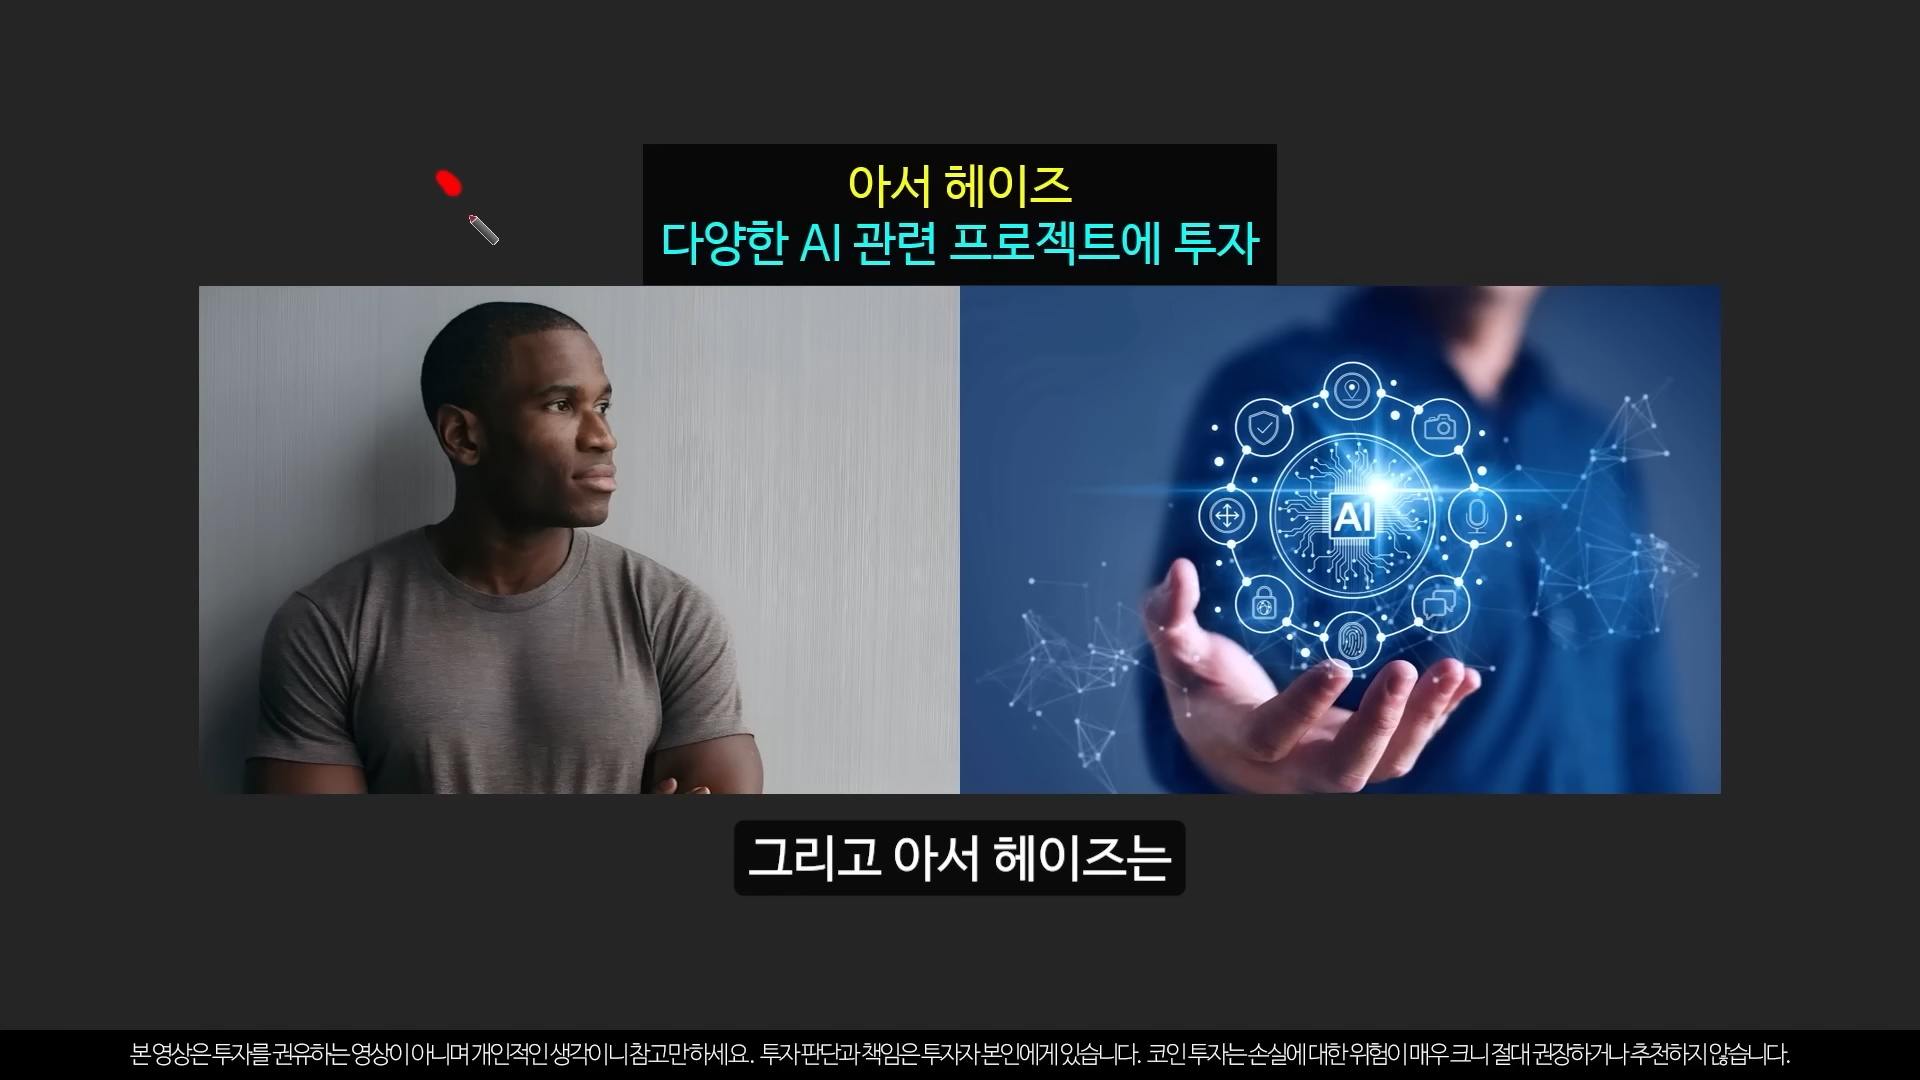 아서 헤이즈
다양한 AI 관련 프로젝트에 투자
AI
그리고 아서 헤이즈는
본 영상은 투자를 권유하는 영상이 아니며 개인적인 생각이니 참고만 하세요. 투자 판단과 책임은 투자자 본인에게 있습니다. 코인 투자는 손실에 대한 위험이 매우 크니 절대 권장하거나 추천하지 않습니다.